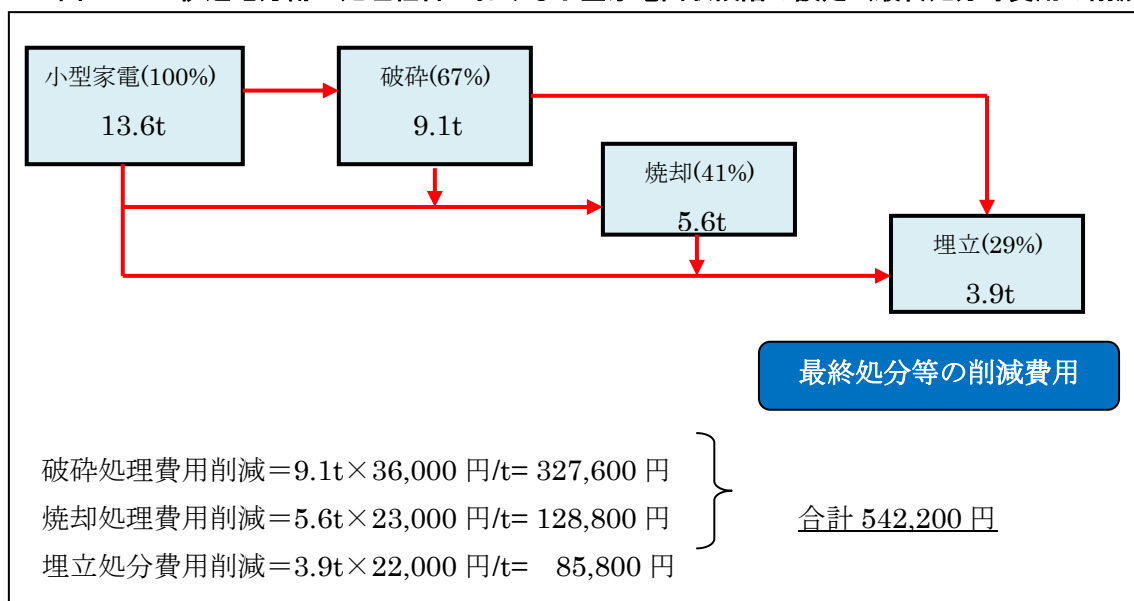 小型家電(100%)
13.6t
破砕(67%)
9.1t
焼却(41%)
5.6t
埋立(29%)
3.9t
最終処分等の削減費用
破砕処理費用削減=9.1t×36,000 円/t= 327,600 円
焼却処理費用削減=5.6t×23,000 円/t= 128,800 円
埋立処分費用削減=3.9t×22,000 円/t= 85,800 円
合計 542,200 円